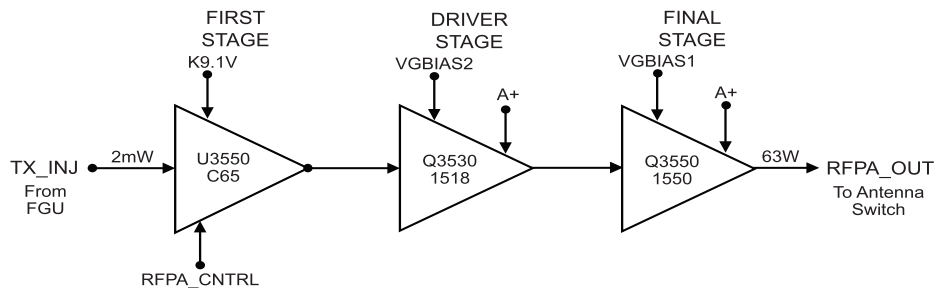 FIRST
STAGE
K9.1V
DRIVER
STAGE
VGBIAS2
A+
FINAL
STAGE
VGBIAS1
A+
TX_INJ
From
FGU
2mW
U3550
C65
Q3530
1518
Q3550
1550
63W
RFPA_OUT
To Antenna
Switch
RFPA_CNTRL